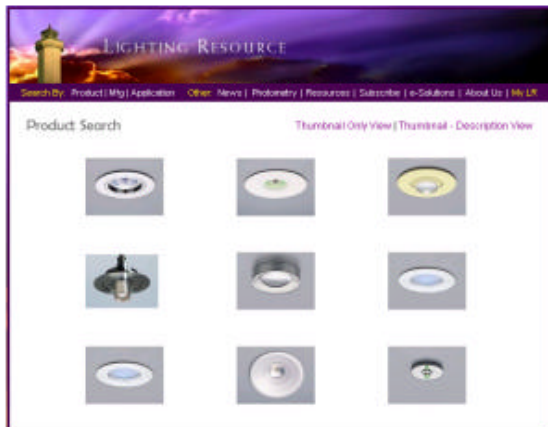 LIGHTING RESOURCE
Search By: Product | Mfg | Application Other: News | Photometry | Resources | Subscribe | e-Solutions | About Us | My LR
Product Search
Thumbnail Only View | Thumbnail - Description View